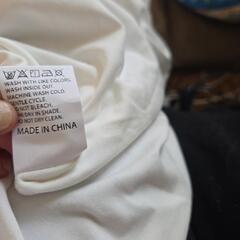 WASH WITH LIKE COLORS.
WASH INSIDE OUT.
MACHINE WASH COLD.
GENTLE CYCLE.
DO NOT BLEACH.
DRY IN SHADE.
DO NOT DRY CLEAN.
MADE IN CHINA